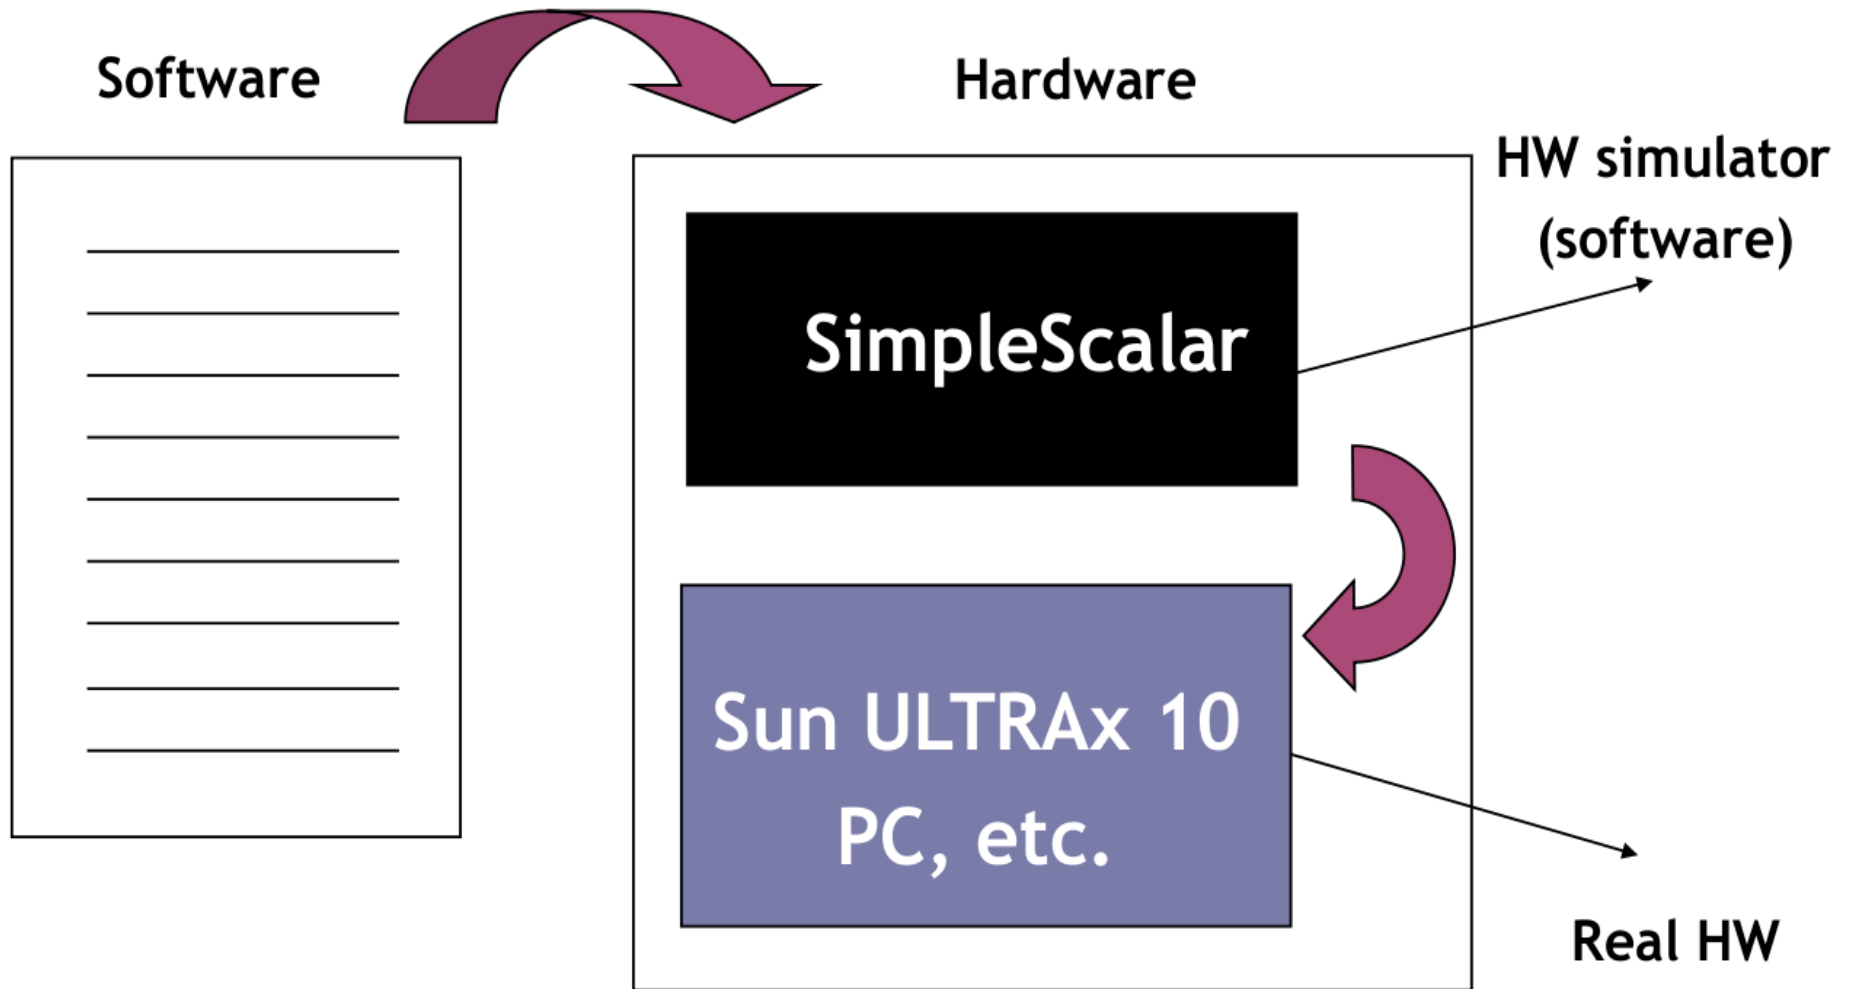 Software
Hardware
HW simulator
(software)
SimpleScalar
Sun ULTRAx 10
PC, etc.
Real HW